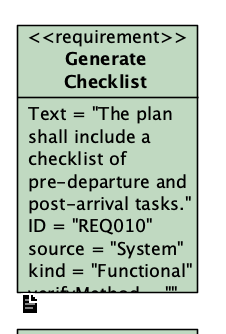 <<requirement>>
Generate
Checklist
Text = "The plan
shall include a
checklist of
pre-departure and
post-arrival tasks."
ID = "REQ010"
source = "System"
kind = "Functional"
verifyMethod = ""